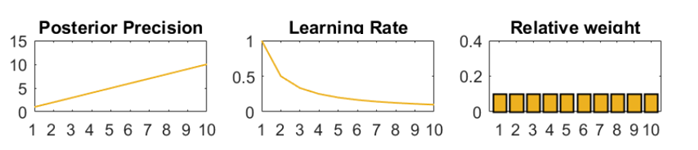 Posterior Precision
15
10
5
0
1 2 3 4 5 6 7 8 9 10
Learning Rate
1
0.5
0
1 2 3 4 5 6 7 8 9 10
Relative weight
0.4
0.2
0
1 2 3 4 5 6 7 8 9 10